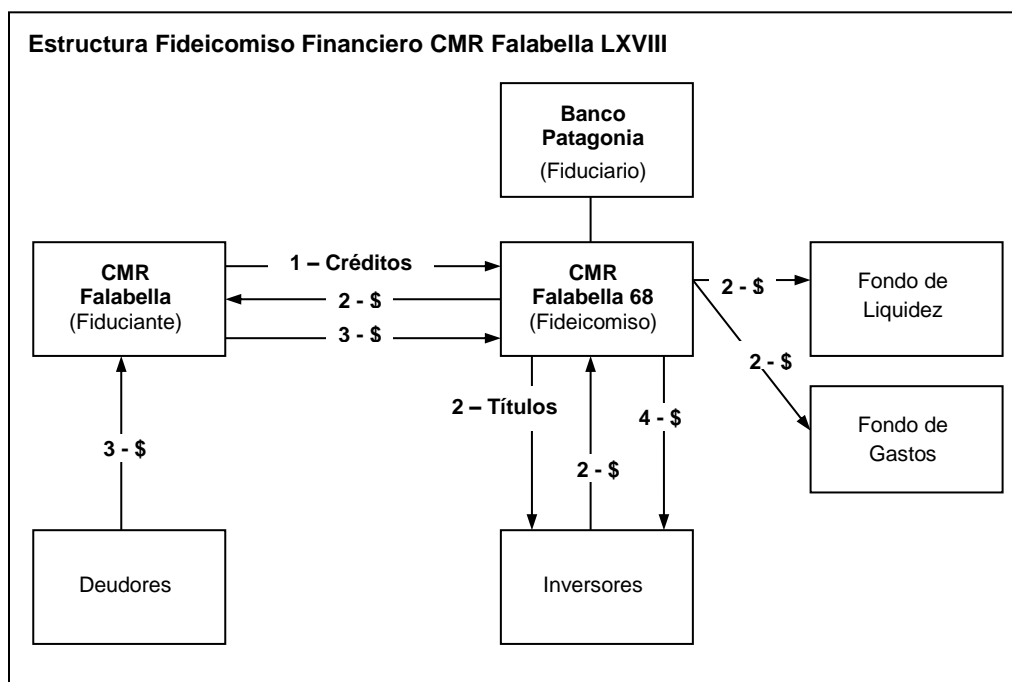 Estructura Fideicomiso Financiero CMR Falabella LXVIII
Banco
Patagonia
(Fiduciario)
CMR
Falabella
(Fiduciante)
1 – Créditos
2 - $
3 - $
CMR
Falabella 68
(Fideicomiso)
2 - $
Fondo de
Liquidez
2 - $
Fondo de
Gastos
2 – Títulos
4 - $
2 - $
3 - $
Deudores
Inversores